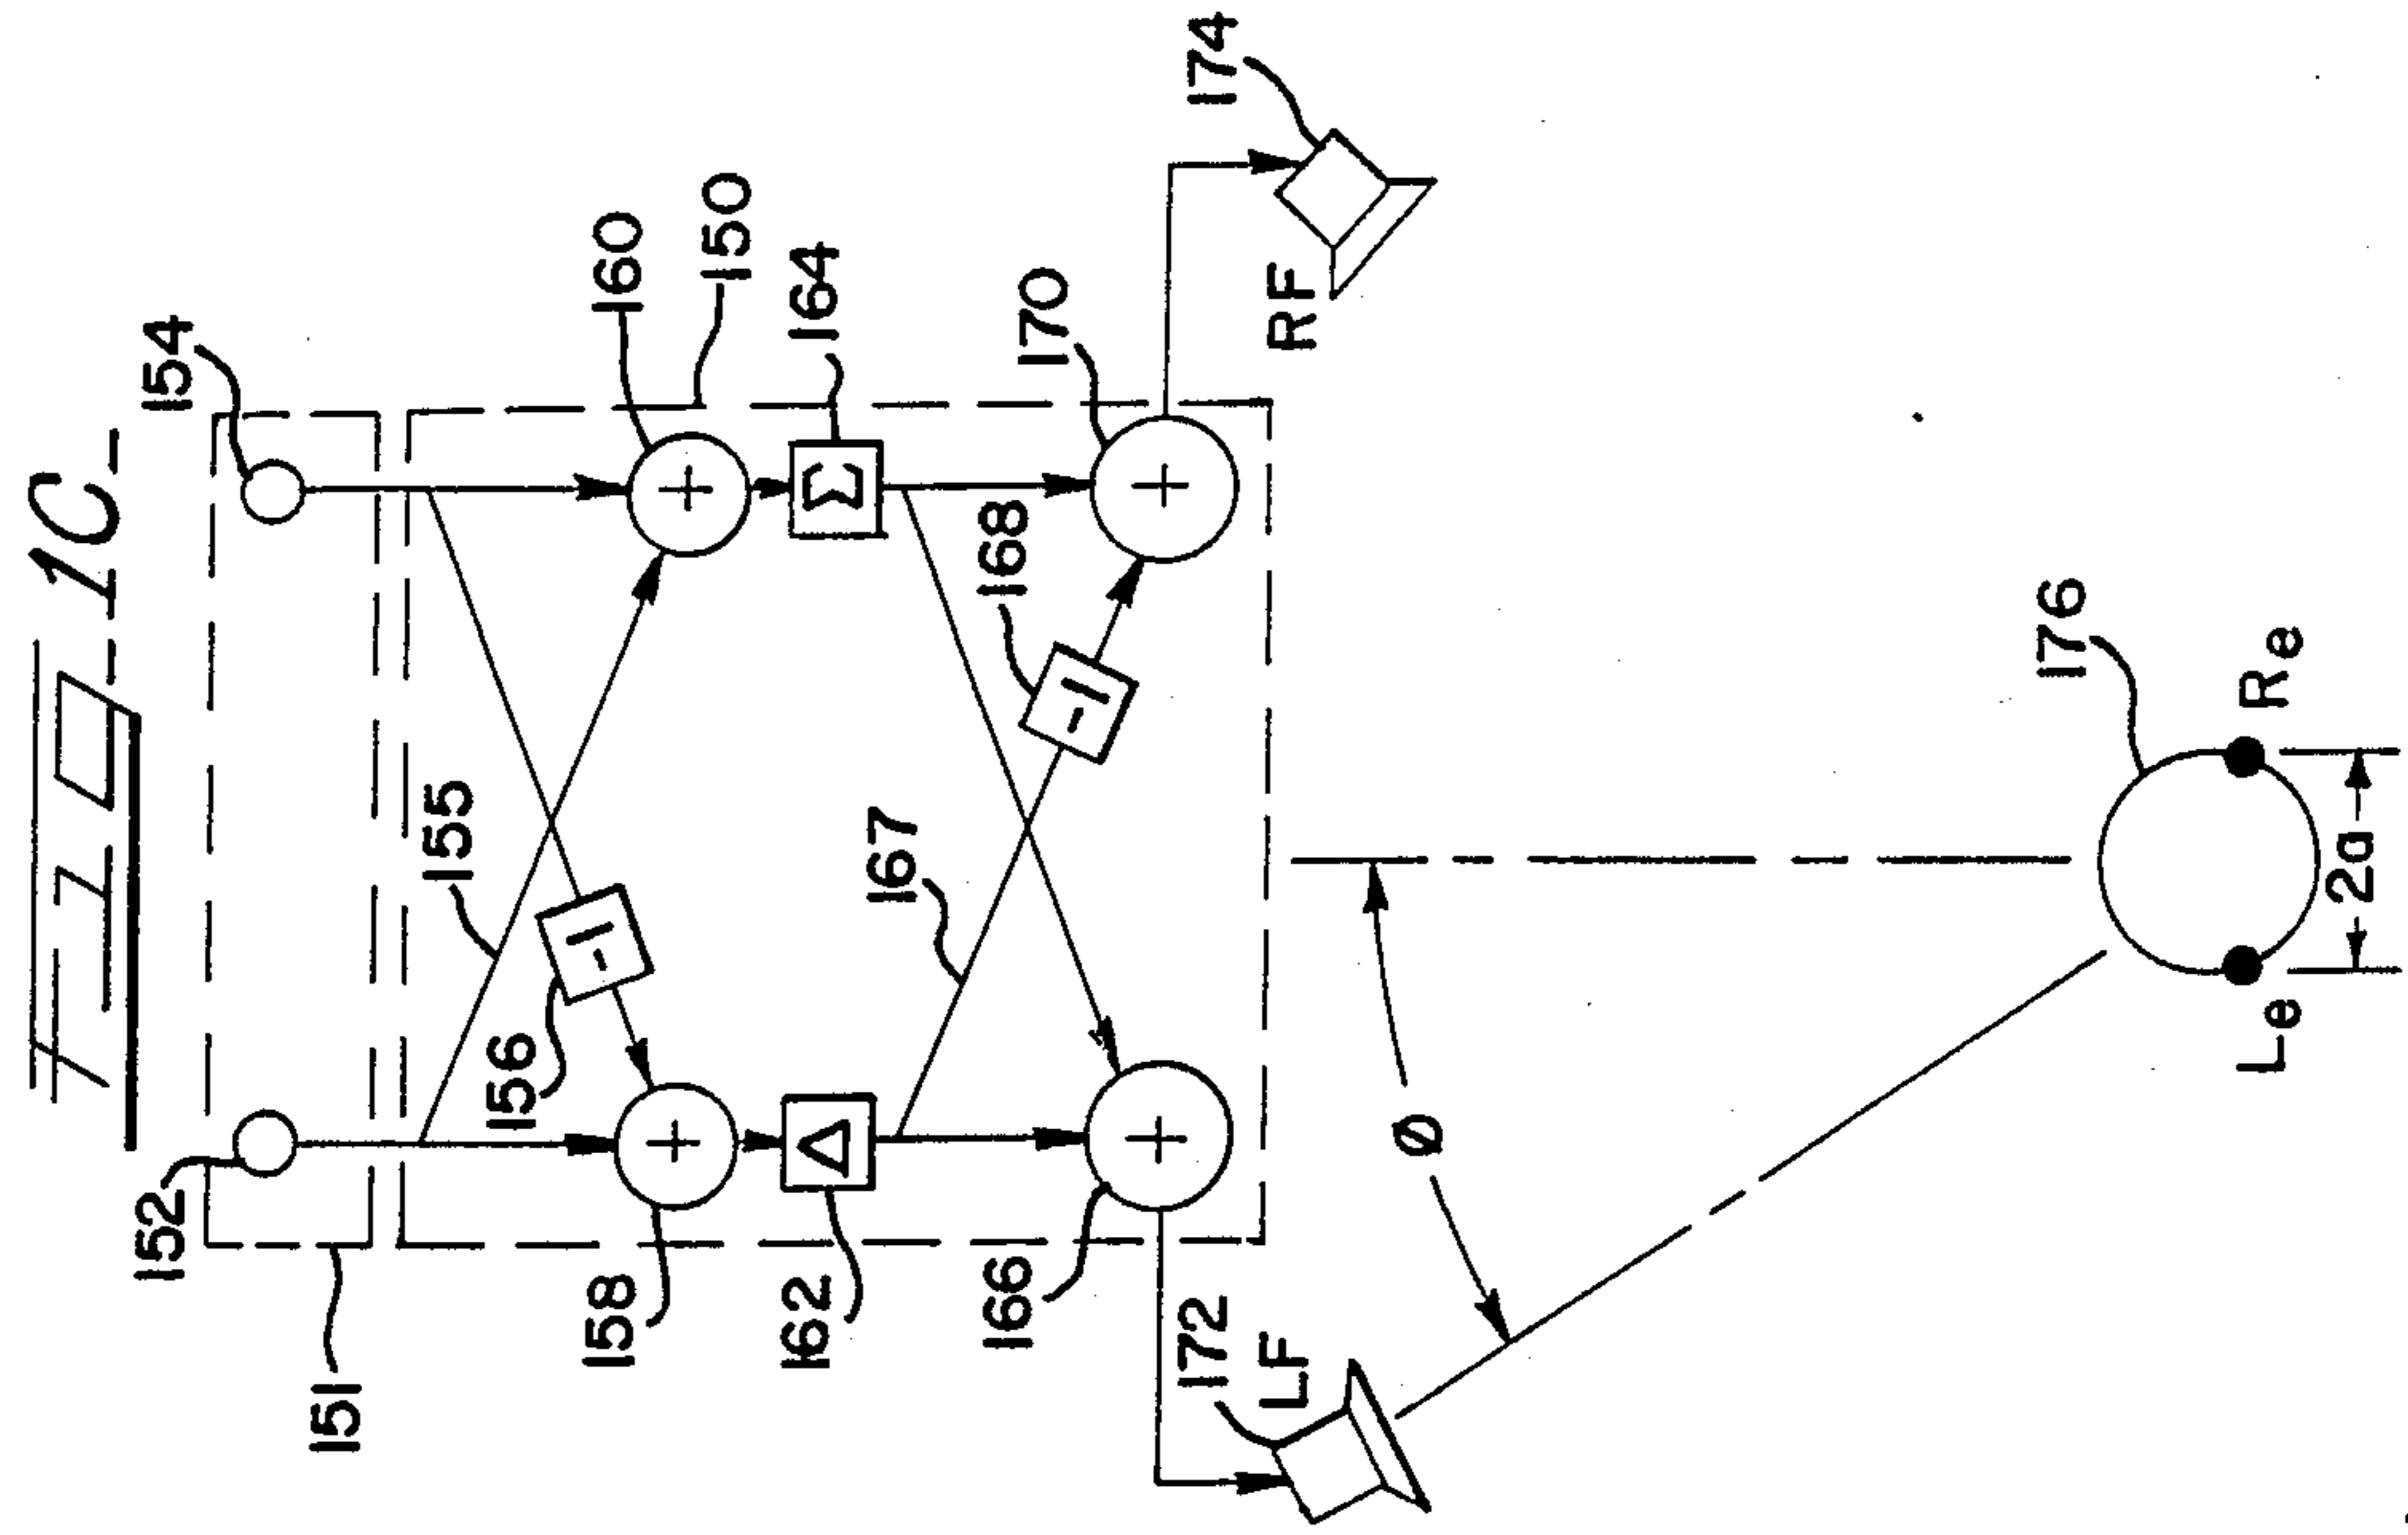 FIG-1C-
152
154
151
155
156
160
158
150
+
+
-1
162
164
Δ
Σ
167
168
-1
166
170
+
+
172
174
LF
RF
Ø
176
Le
Re
2a